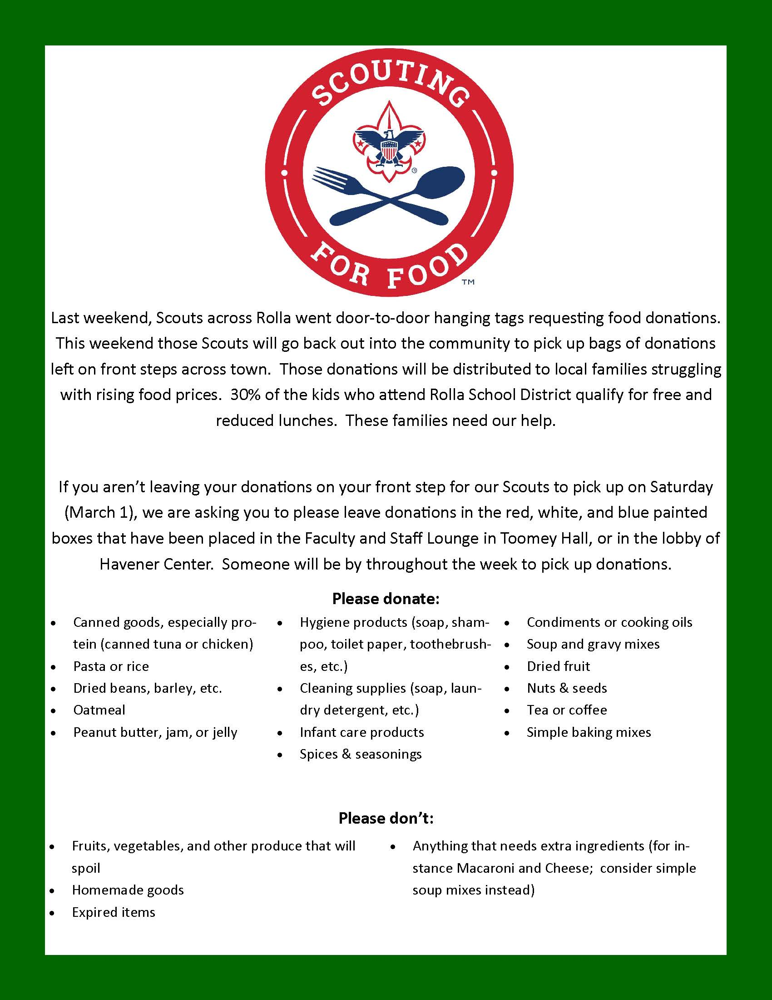 SCOUTING
®
FOR FOOD
TM
Last weekend, Scouts across Rolla went door-to-door hanging tags requesting food donations.
This weekend those Scouts will go back out into the community to pick up bags of donations
left on front steps across town.  Those donations will be distributed to local families struggling
with rising food prices.  30% of the kids who attend Rolla School District qualify for free and
reduced lunches.  These families need our help.
If you aren’t leaving your donations on your front step for our Scouts to pick up on Saturday
(March 1), we are asking you to please leave donations in the red, white, and blue painted
boxes that have been placed in the Faculty and Staff Lounge in Toomey Hall, or in the lobby of
Havener Center.  Someone will be by throughout the week to pick up donations.
Please donate:
• Canned goods, especially pro-
tein (canned tuna or chicken)
• Pasta or rice
• Dried beans, barley, etc.
• Oatmeal
• Peanut butter, jam, or jelly
• Hygiene products (soap, sham-
poo, toilet paper, toothebrush-
es, etc.)
• Cleaning supplies (soap, laun-
dry detergent, etc.)
• Infant care products
• Spices & seasonings
• Condiments or cooking oils
• Soup and gravy mixes
• Dried fruit
• Nuts & seeds
• Tea or coffee
• Simple baking mixes
Please don’t:
• Fruits, vegetables, and other produce that will
spoil
• Homemade goods
• Expired items
• Anything that needs extra ingredients (for in-
stance Macaroni and Cheese;  consider simple
soup mixes instead)